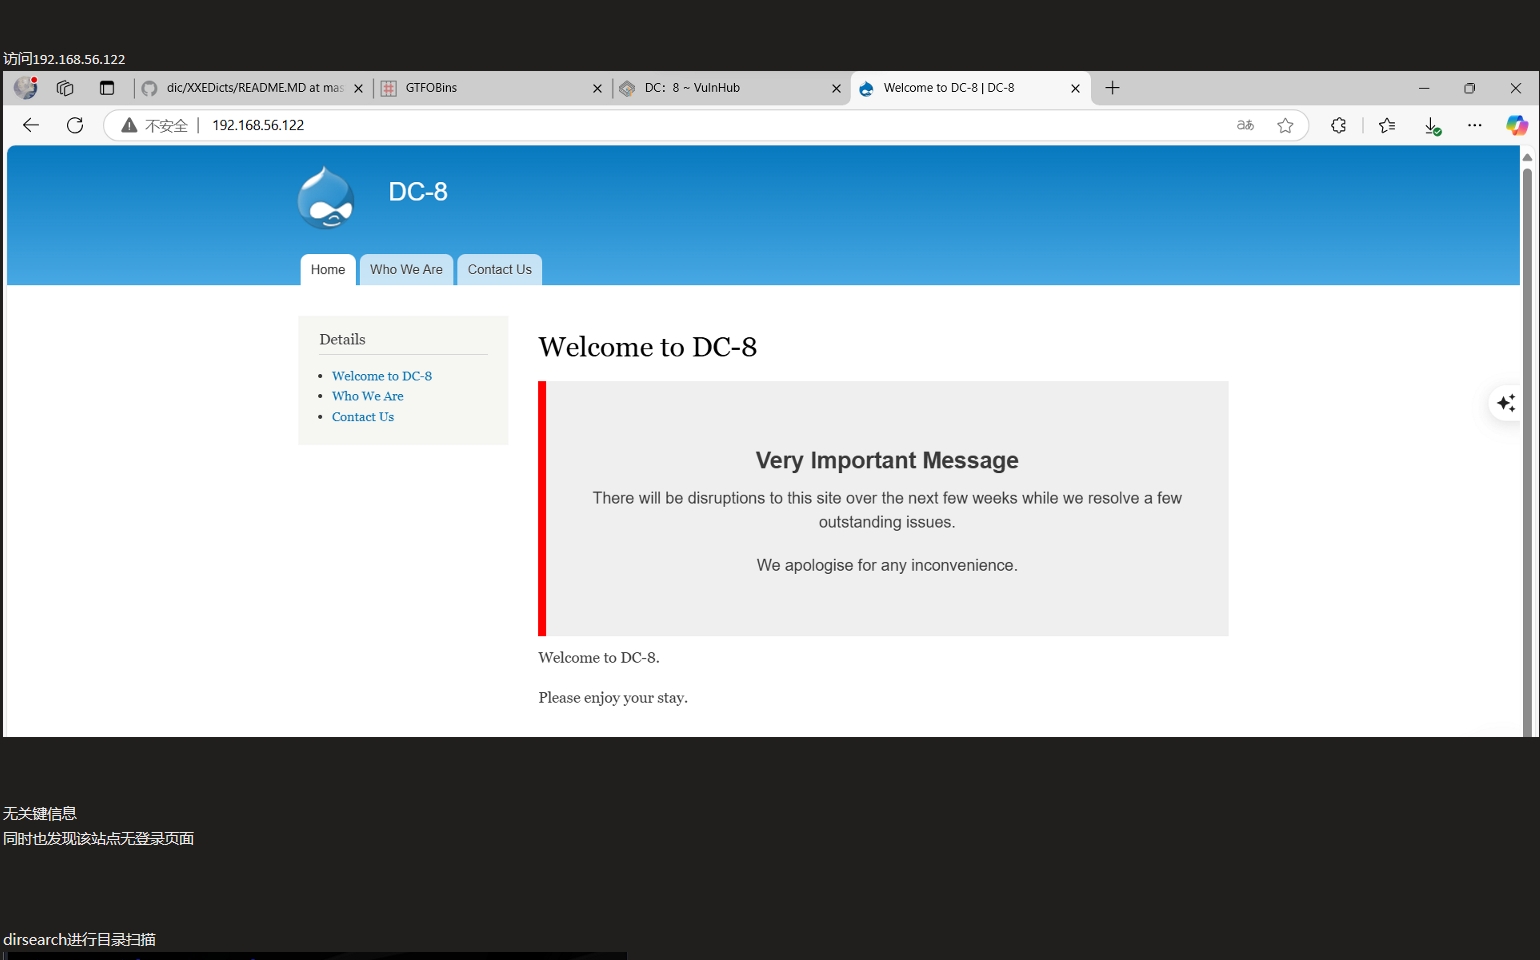 访问192.168.56.122
dic/XXEDicts/README.MD at mas
GTFOBins
DC：8 ~ VulnHub
Welcome to DC-8 | DC-8
不安全
192.168.56.122
aあ
DC-8
Home
Who We Are
Contact Us
Details
Welcome to DC-8
Who We Are
Contact Us
Welcome to DC-8
Very Important Message
There will be disruptions to this site over the next few weeks while we resolve a few
outstanding issues.
We apologise for any inconvenience.
Welcome to DC-8.
Please enjoy your stay.
无关键信息
同时也发现该站点无登录页面
dirsearch进行目录扫描